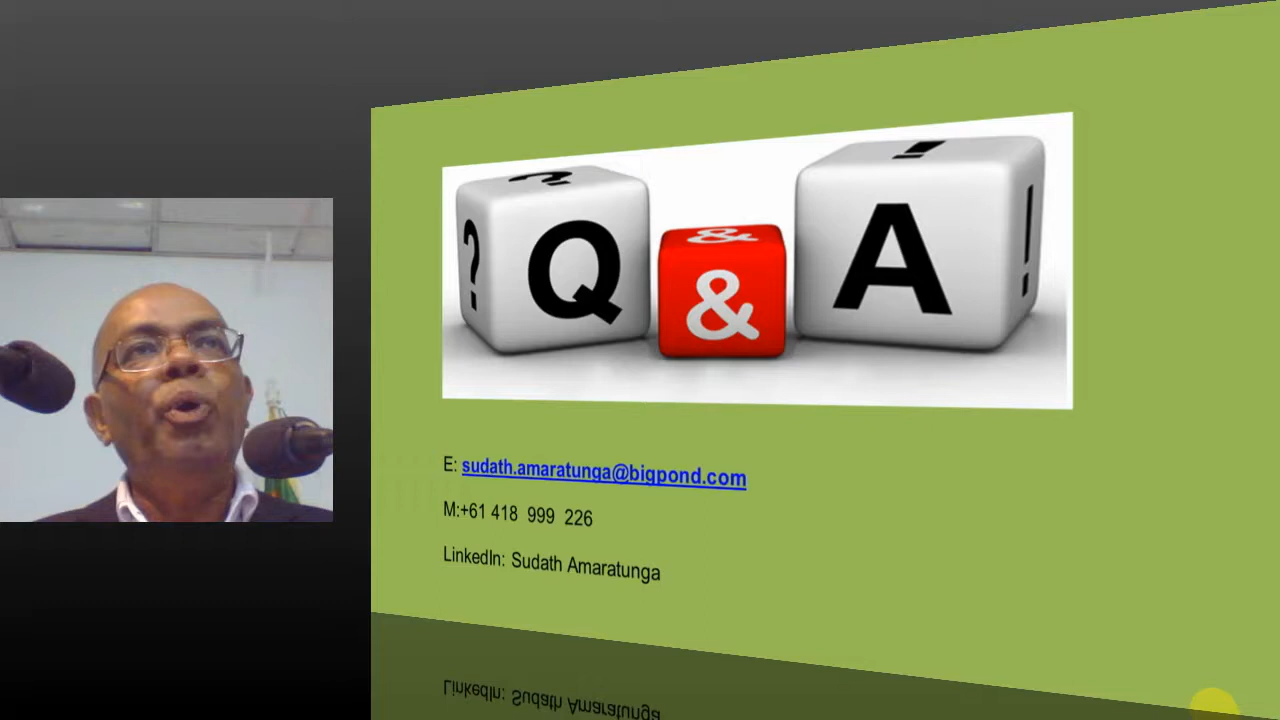 ? Q & A !
E: sudath.amaratunga@bigpond.com
M:+61 418 999 226
LinkedIn: Sudath Amaratunga
LinkedIn: Sudath Amaratunga